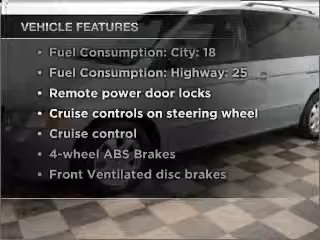 VEHICLE FEATURES
• Fuel Consumption: City: 18
• Fuel Consumption: Highway: 25
• Remote power door locks
• Cruise controls on steering wheel
• Cruise control
• 4-wheel ABS Brakes
• Front Ventilated disc brakes